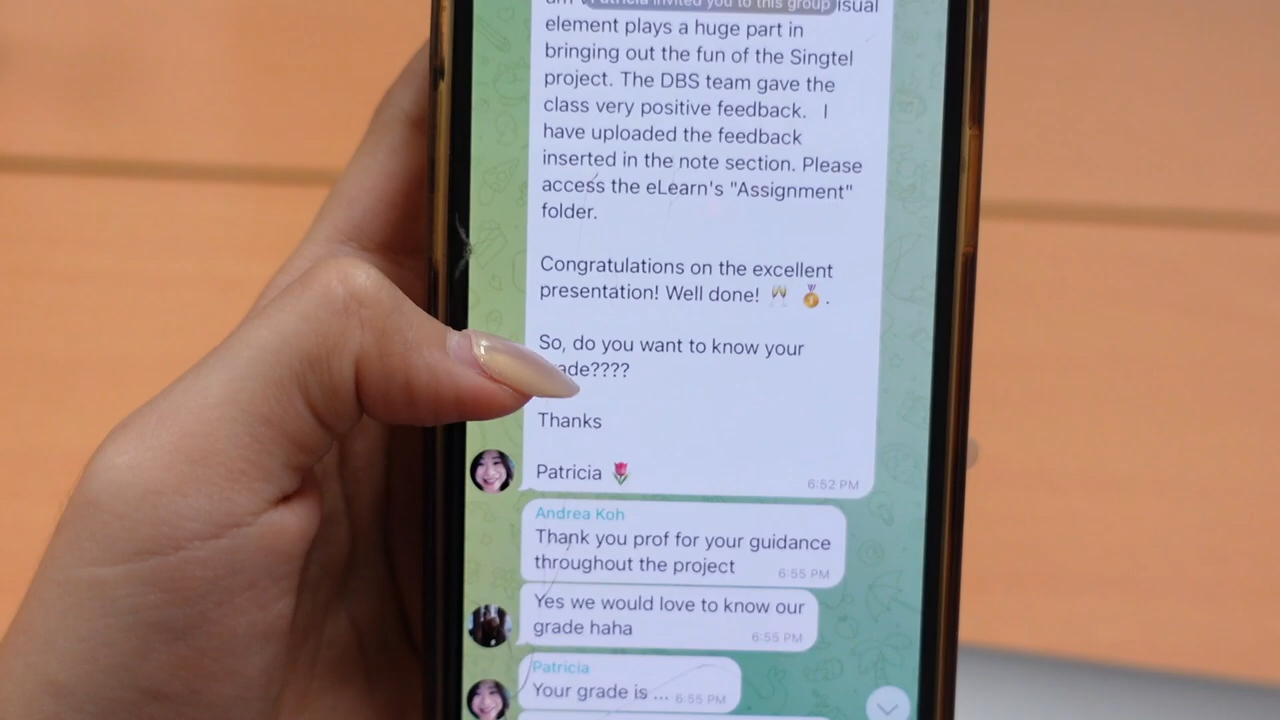 Patricia invited you to this group
element plays a huge part in
bringing out the fun of the Singtel
project. The DBS team gave the
class very positive feedback. I
have uploaded the feedback
inserted in the note section. Please
access the eLearn's "Assignment"
folder.
Congratulations on the excellent
presentation! Well done! 🥂 🏅.
So, do you want to know your
ade????
Thanks
Patricia 🌷
6:52 PM
Andrea Koh
Thank you prof for your guidance
throughout the project
6:55 PM
Yes we would love to know our
grade haha
6:55 PM
Patricia
Your grade is ... 6:55 PM